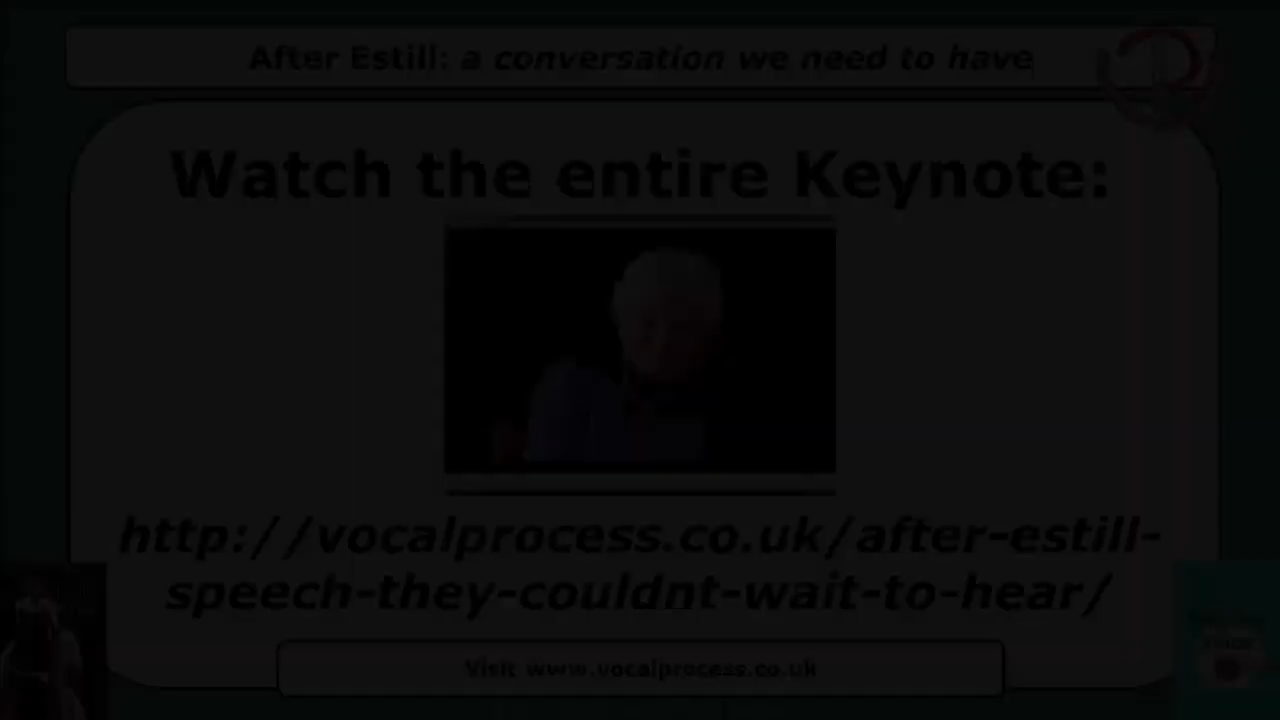 After Estill: a conversation we need to have
Watch the entire Keynote:
http://vocalprocess.co.uk/after-estill-
speech-they-couldnt-wait-to-hear/
Visit www.vocalprocess.co.uk